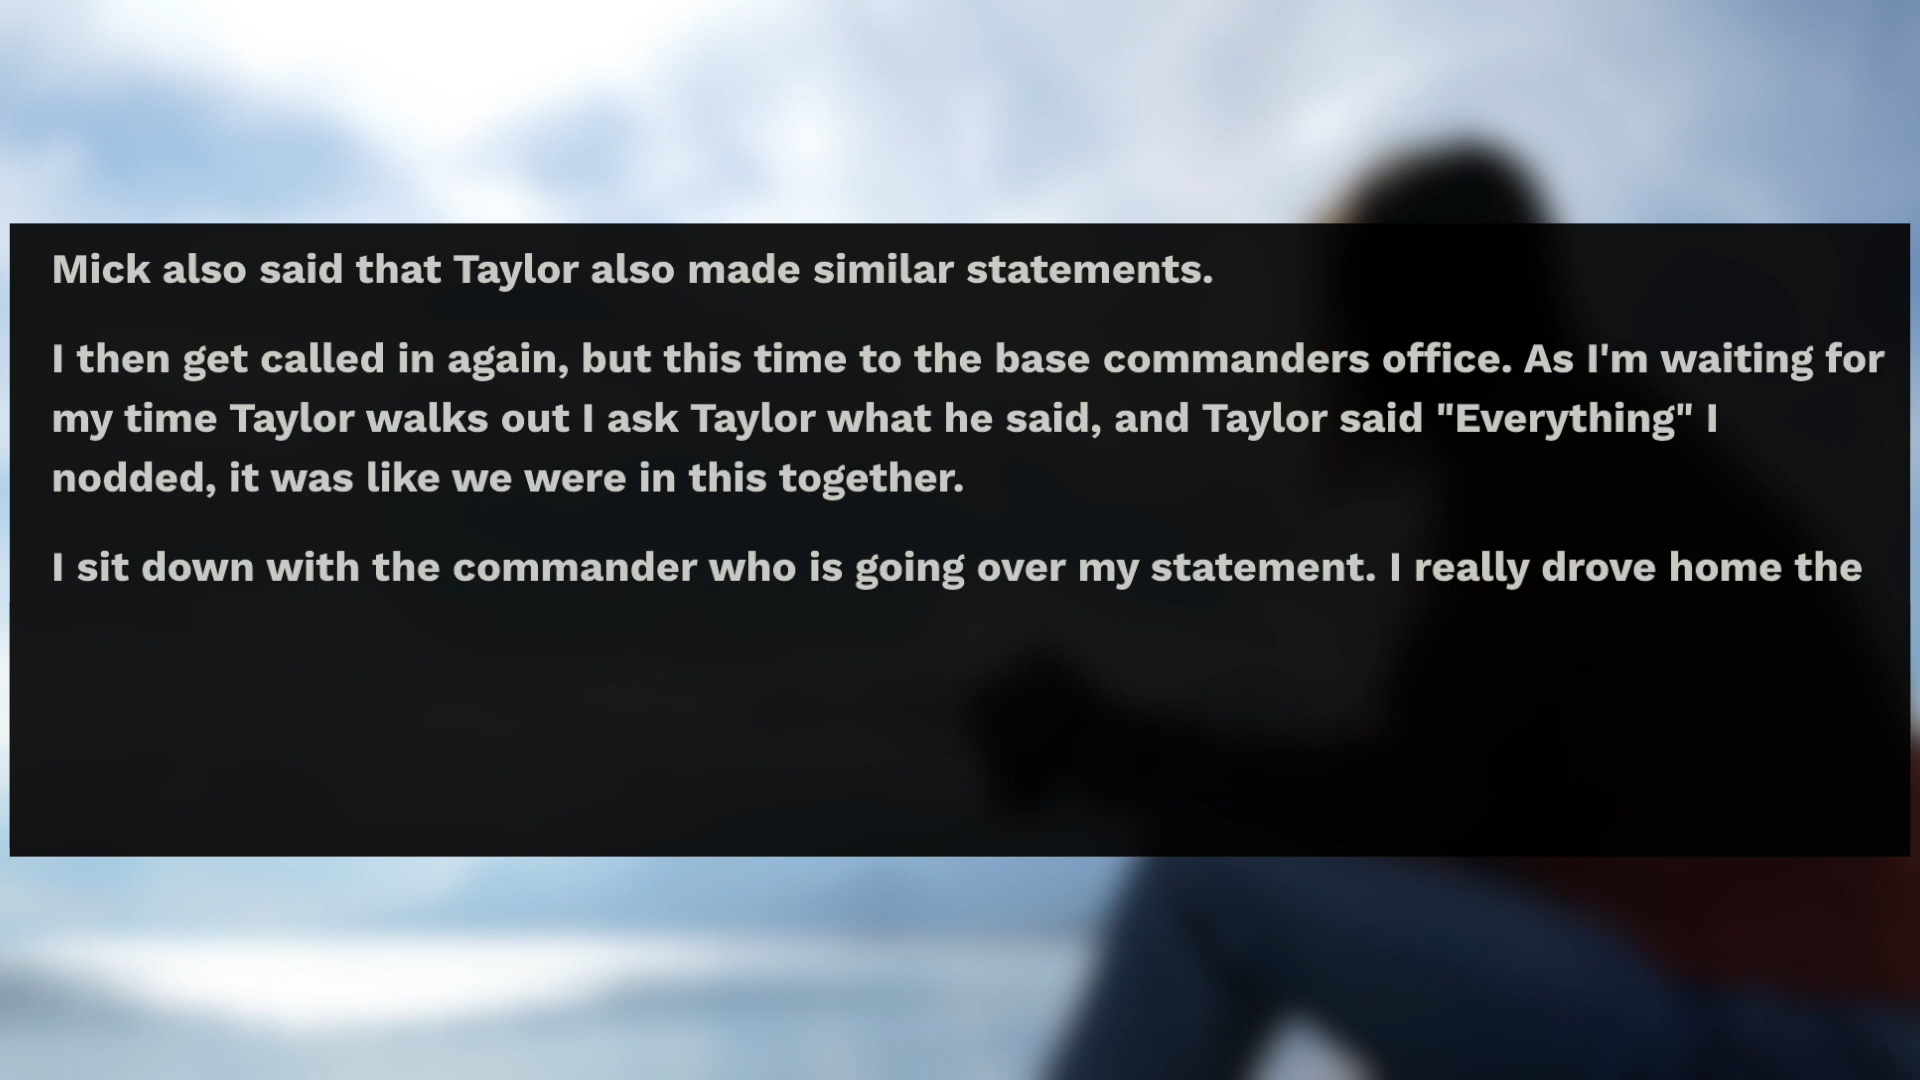 Mick also said that Taylor also made similar statements.
I then get called in again, but this time to the base commanders office. As I'm waiting for
my time Taylor walks out I ask Taylor what he said, and Taylor said "Everything" I
nodded, it was like we were in this together.
I sit down with the commander who is going over my statement. I really drove home the